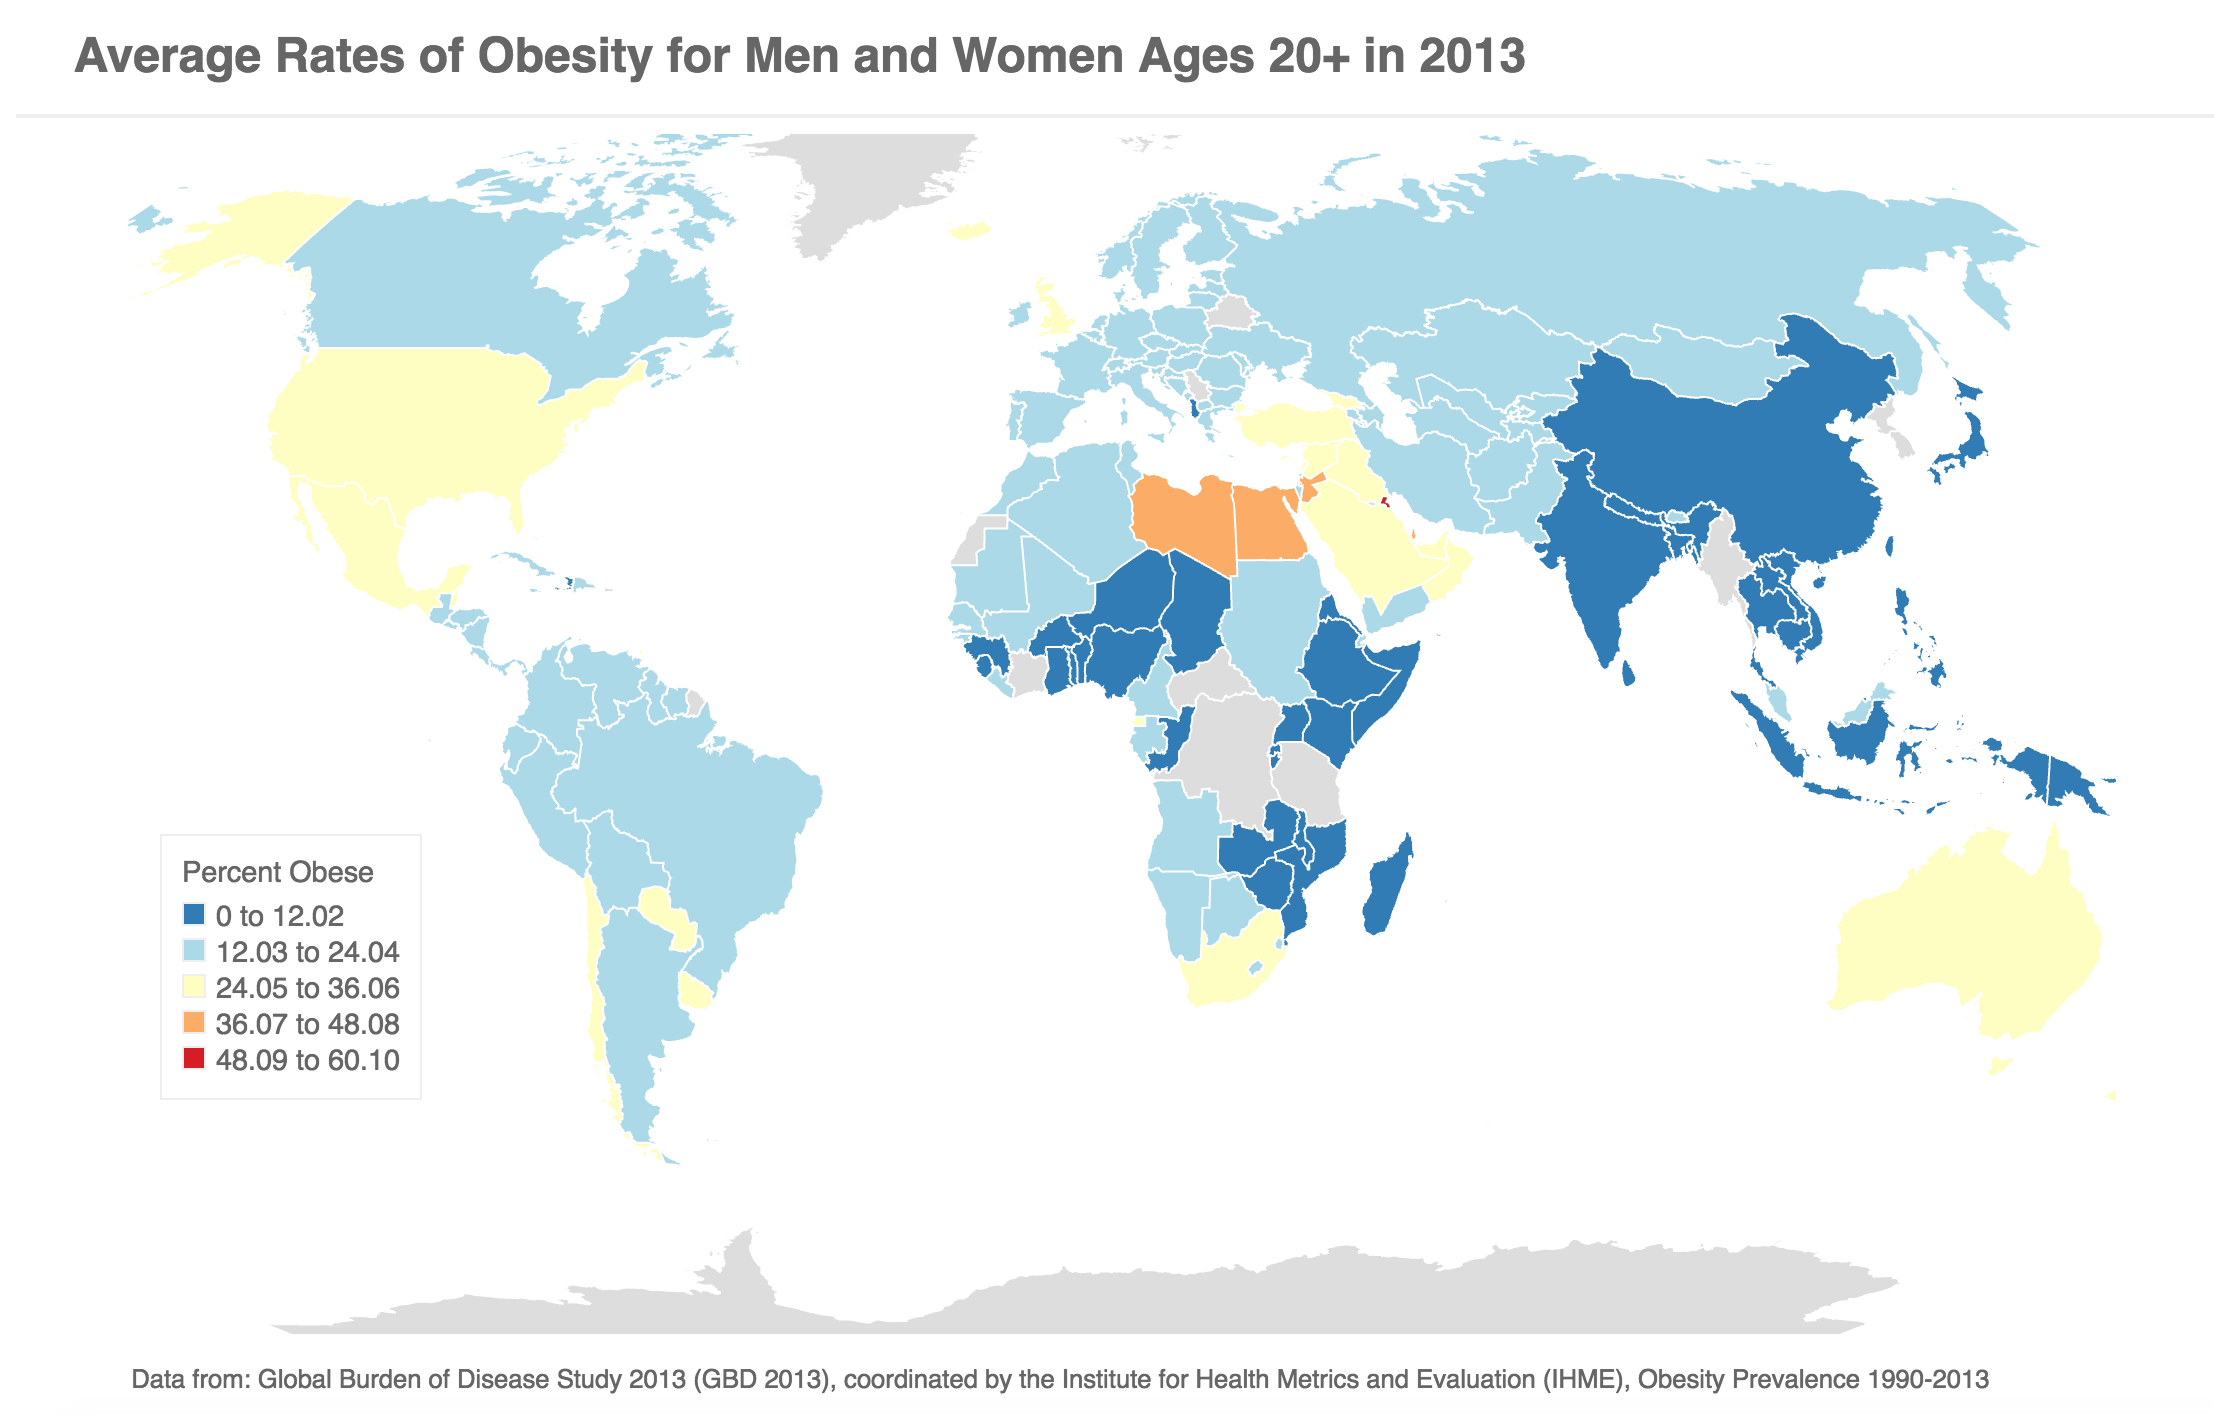 Average Rates of Obesity for Men and Women Ages 20+ in 2013
Percent Obese
0 to 12.02
12.03 to 24.04
24.05 to 36.06
36.07 to 48.08
48.09 to 60.10
Data from: Global Burden of Disease Study 2013 (GBD 2013), coordinated by the Institute for Health Metrics and Evaluation (IHME), Obesity Prevalence 1990-2013